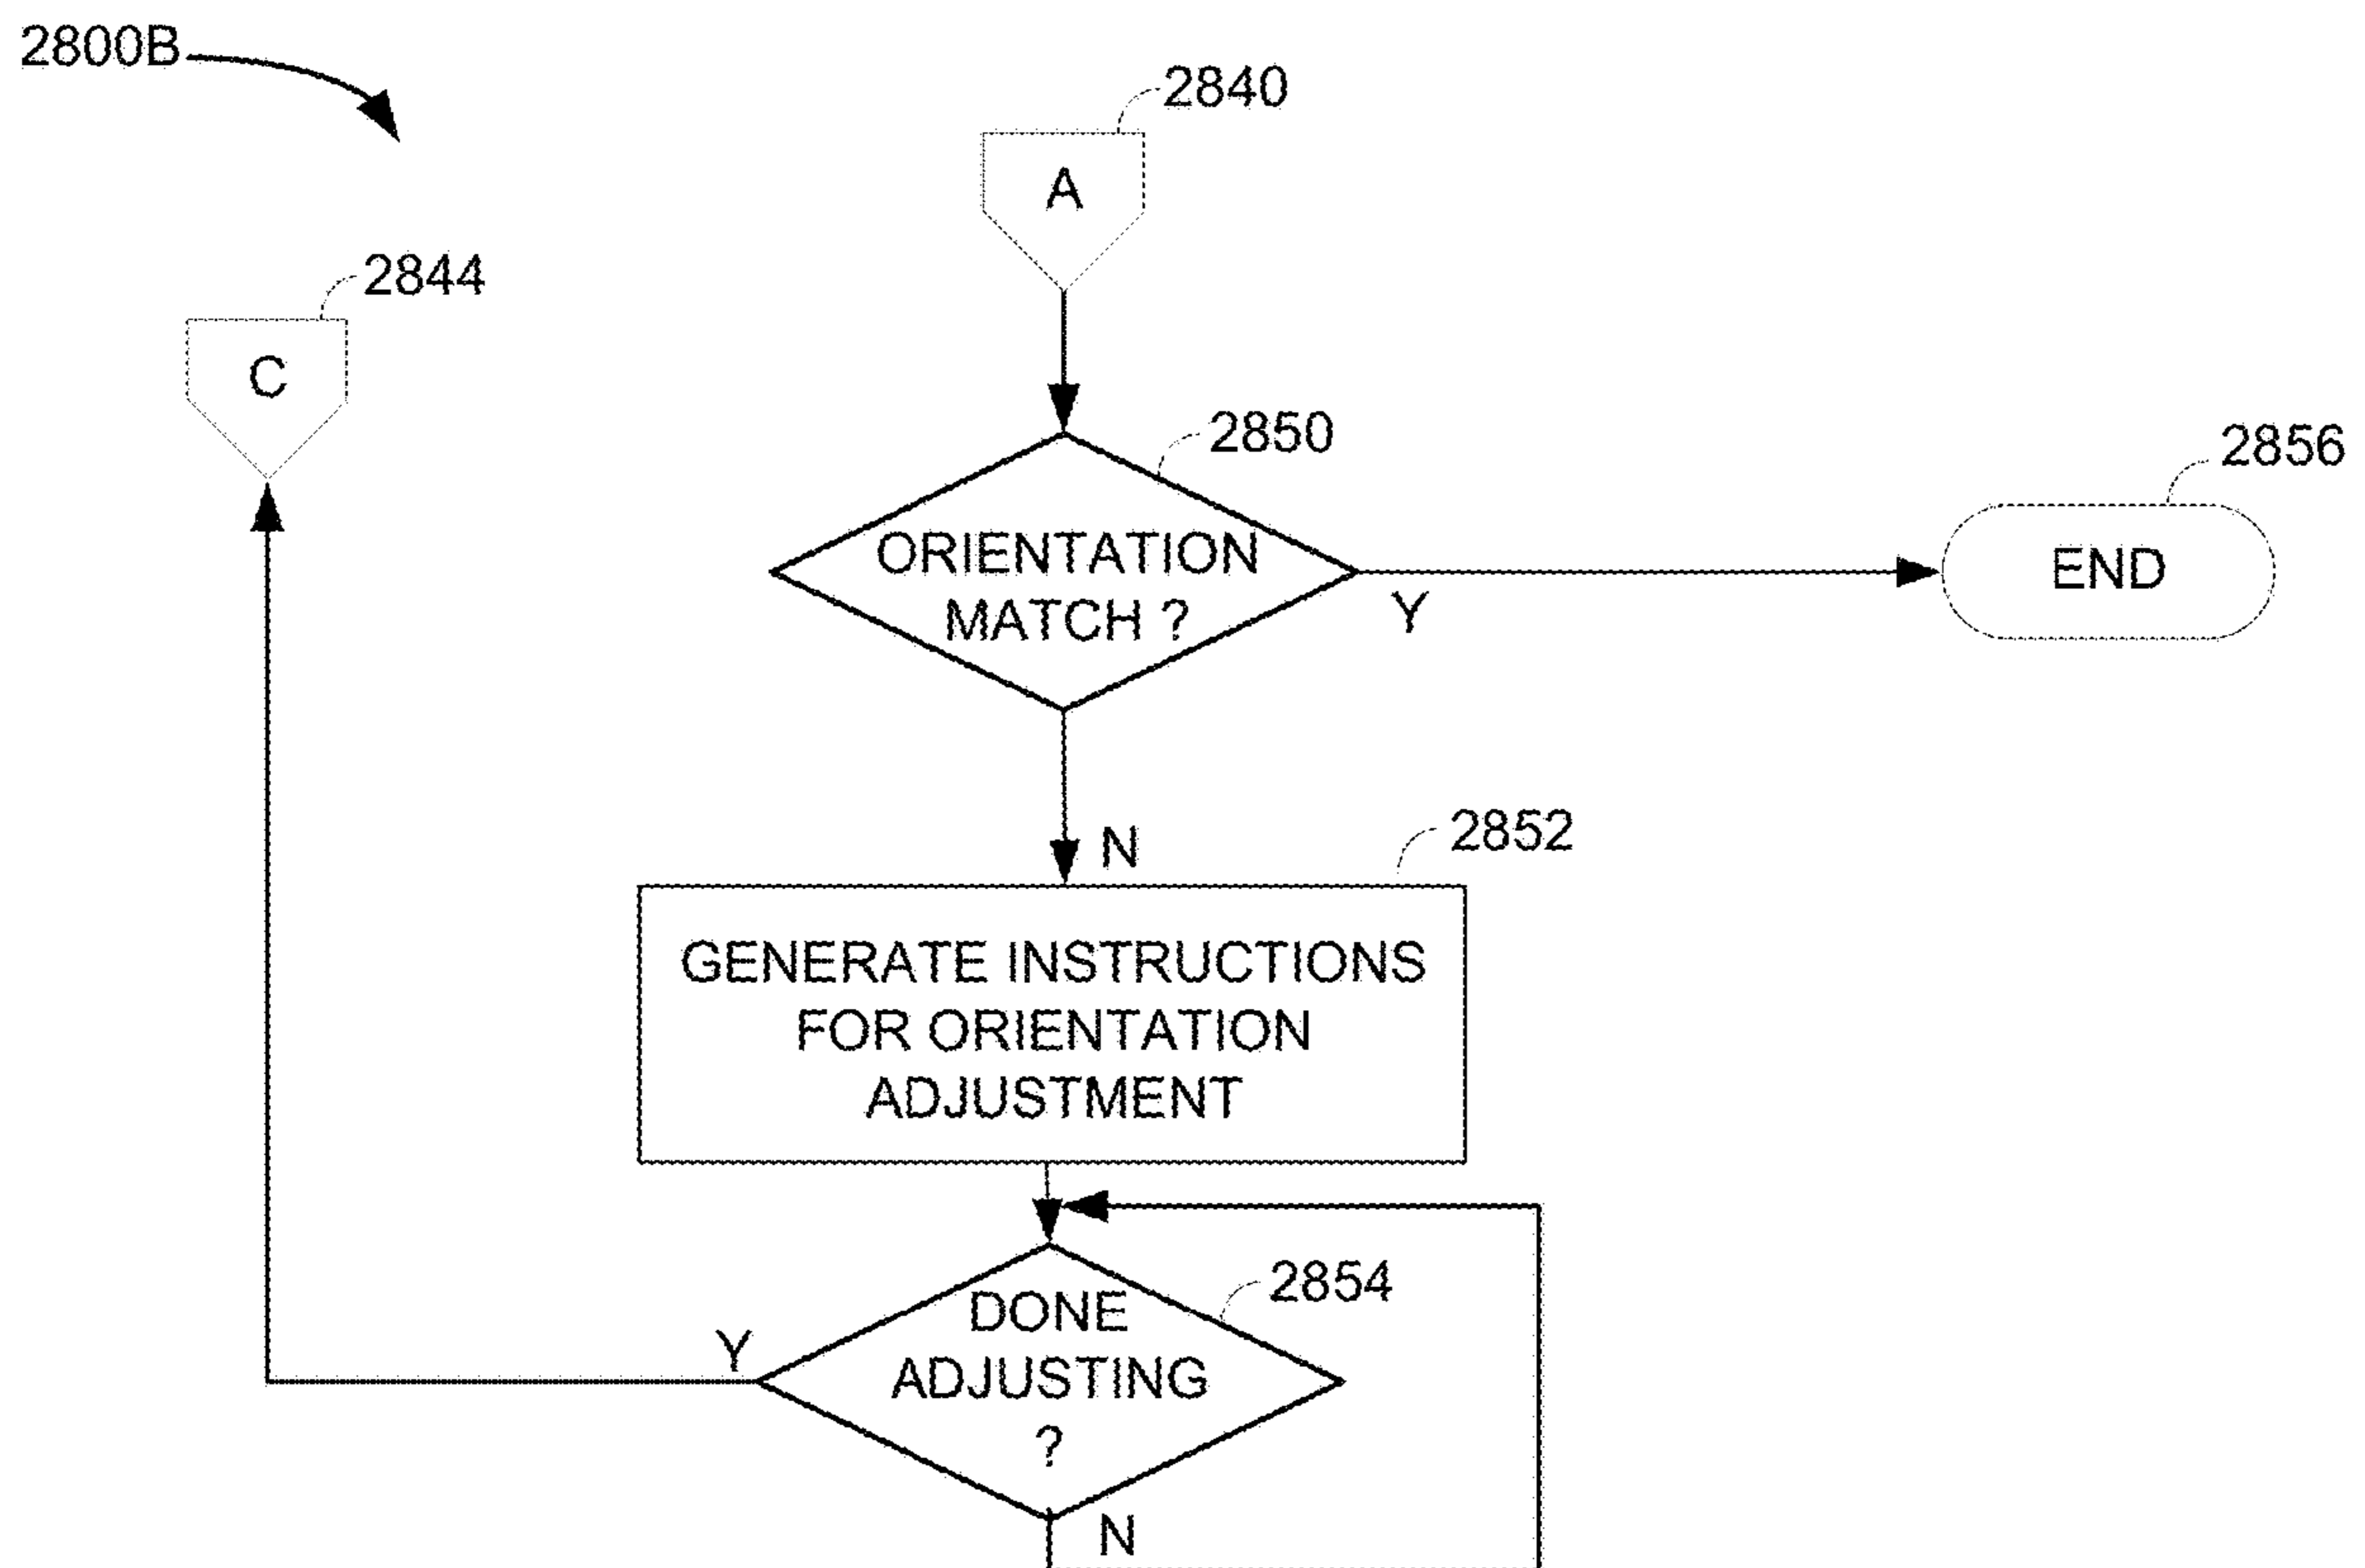 2800B
2840
A
2844
C
2850
2856
ORIENTATION
MATCH ?
END
Y
N
2852
GENERATE INSTRUCTIONS
FOR ORIENTATION
ADJUSTMENT
2854
DONE
ADJUSTING
?
Y
N